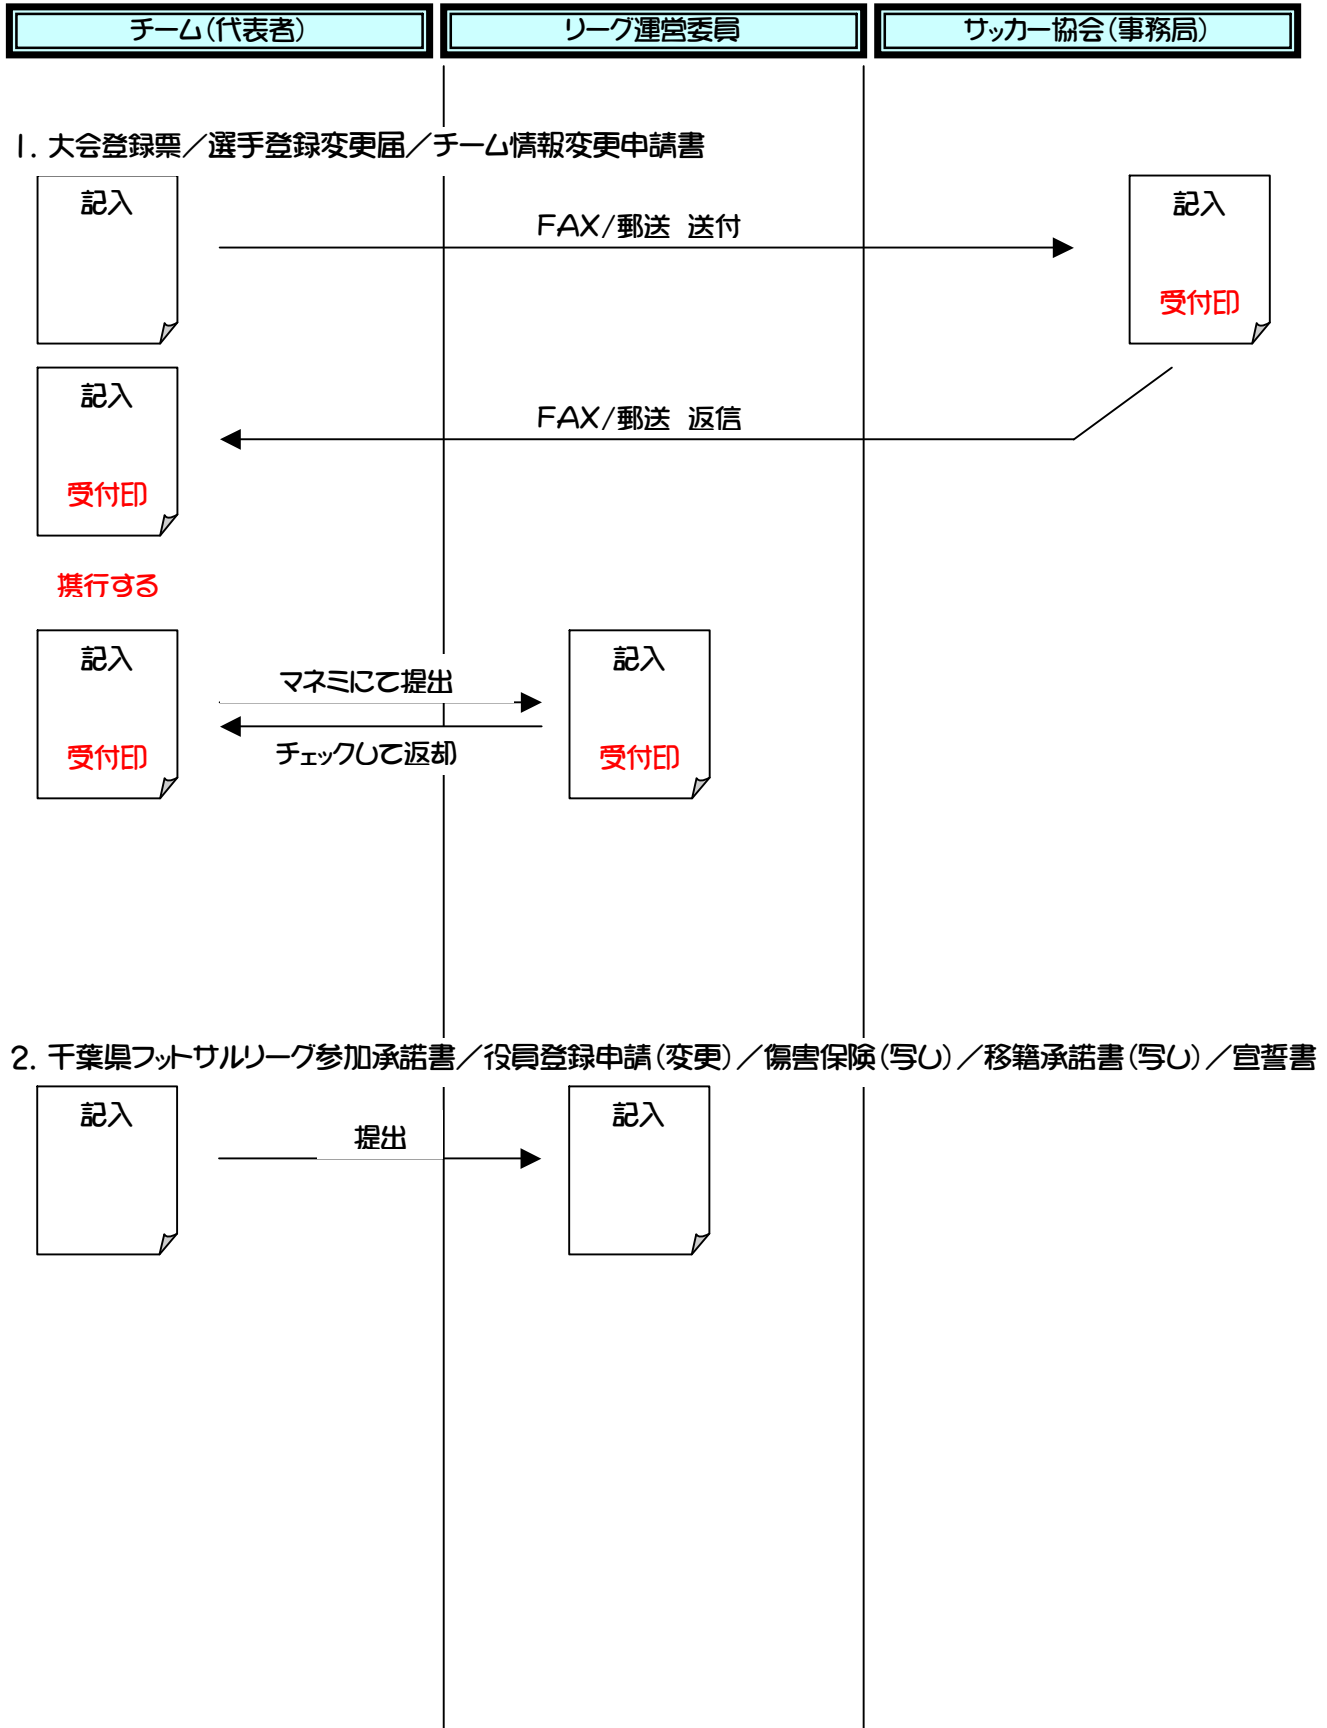 チーム（代表者）
リーグ運営委員
サッカー協会（事務局）
1. 大会登録票／選手登録変更届／チーム情報変更申請書
記入
FAX/郵送 送付
記入
受付印
記入
FAX/郵送 返信
受付印
携行する
記入
マネミにて提出
記入
受付印
チェックして返却
受付印
2. 千葉県フットサルリーグ参加承諾書／役員登録申請（変更）／傷害保険（写し）／移籍承諾書（写し）／宣誓書
記入
提出
記入